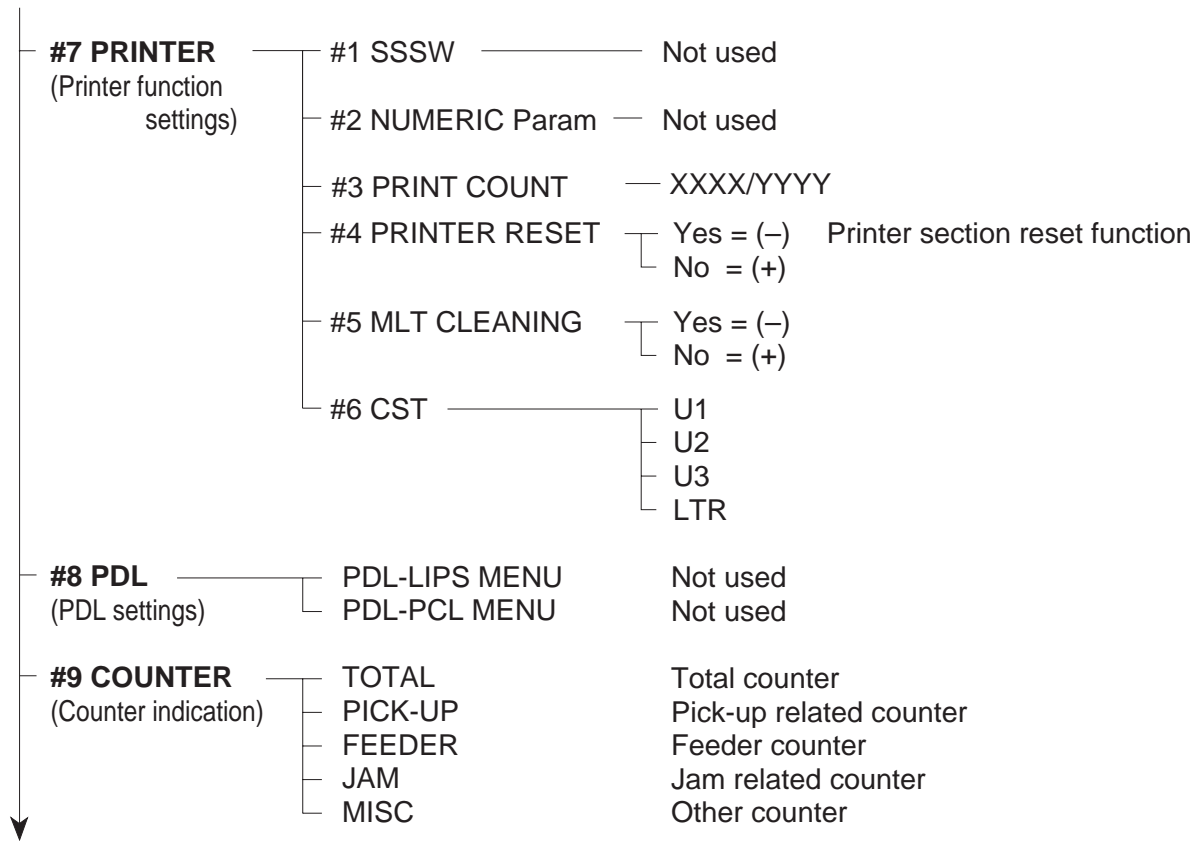 #7 PRINTER #1 SSSW Not used
(Printer function
settings) #2 NUMERIC Param Not used
#3 PRINT COUNT XXXX/YYYY
#4 PRINTER RESET Yes = (–) Printer section reset function
No = (+)
#5 MLT CLEANING Yes = (–)
No = (+)
#6 CST U1
U2
U3
LTR
#8 PDL PDL-LIPS MENU Not used
(PDL settings) PDL-PCL MENU Not used
#9 COUNTER TOTAL Total counter
(Counter indication) PICK-UP Pick-up related counter
FEEDER Feeder counter
JAM Jam related counter
MISC Other counter